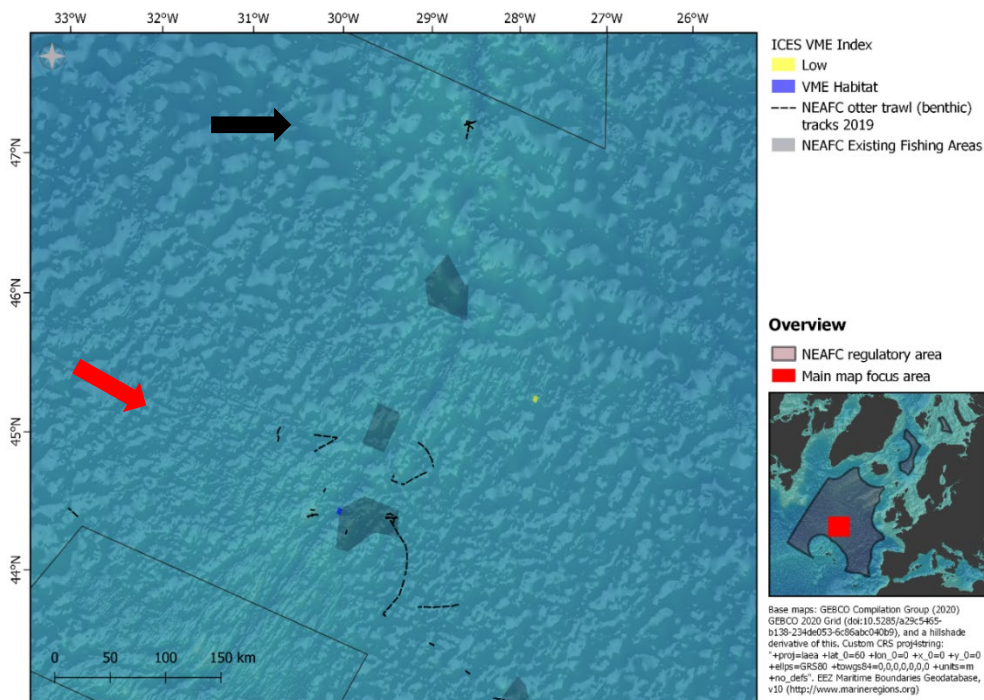 33°W 32°W 31°W 30°W 29°W 28°W 27°W 26°W
47°N
46°N
45°N
44°N
0 50 100 150 km
ICES VME Index
Low
VME Habitat
NEAFC otter trawl (benthic)
tracks 2019
NEAFC Existing Fishing Areas
Overview
NEAFC regulatory area
Main map focus area
Base maps: GEBCO Compilation Group (2020)
GEBCO 2020 Grid (doi:10.5285/a29c5465-
b138-234de053-6c86abc040b9), and a hillshade
derivative of this. Custom CRS proj4string:
"+proj=laea +lat_0=60 +lon_0=0 +x_0=0 +y_0=0
+ellps=GRS80 +towgs84=0,0,0,0,0,0,0 +units=m
+no_defs". EEZ Maritime Boundaries Geodatabase,
v10 (http://www.marineregions.org)